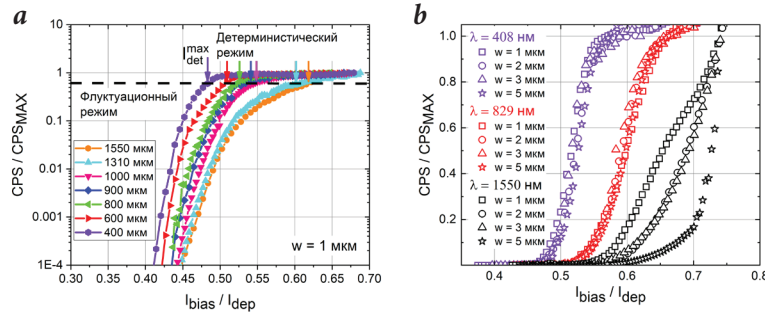 a
Детерминистический
режим
I max det
Флуктуационный
режим
1550 мкм
1310 мкм
1000 мкм
900 мкм
800 мкм
600 мкм
400 мкм
w = 1 мкм
CPS / CPSMAX
1
0.1
0.01
0.001
1E-4
0.30
0.35
0.40
0.45
0.50
0.55
0.60
0.65
0.70
Ibias / Idep
b
λ = 408 нм
w = 1 мкм
w = 2 мкм
w = 3 мкм
w = 5 мкм
λ = 829 нм
w = 1 мкм
w = 2 мкм
w = 3 мкм
w = 5 мкм
λ = 1550 нм
w = 1 мкм
w = 2 мкм
w = 3 мкм
w = 5 мкм
CPS / CPSMAX
1.0
0.8
0.6
0.4
0.2
0.4
0.5
0.6
0.7
0.8
Ibias / Idep